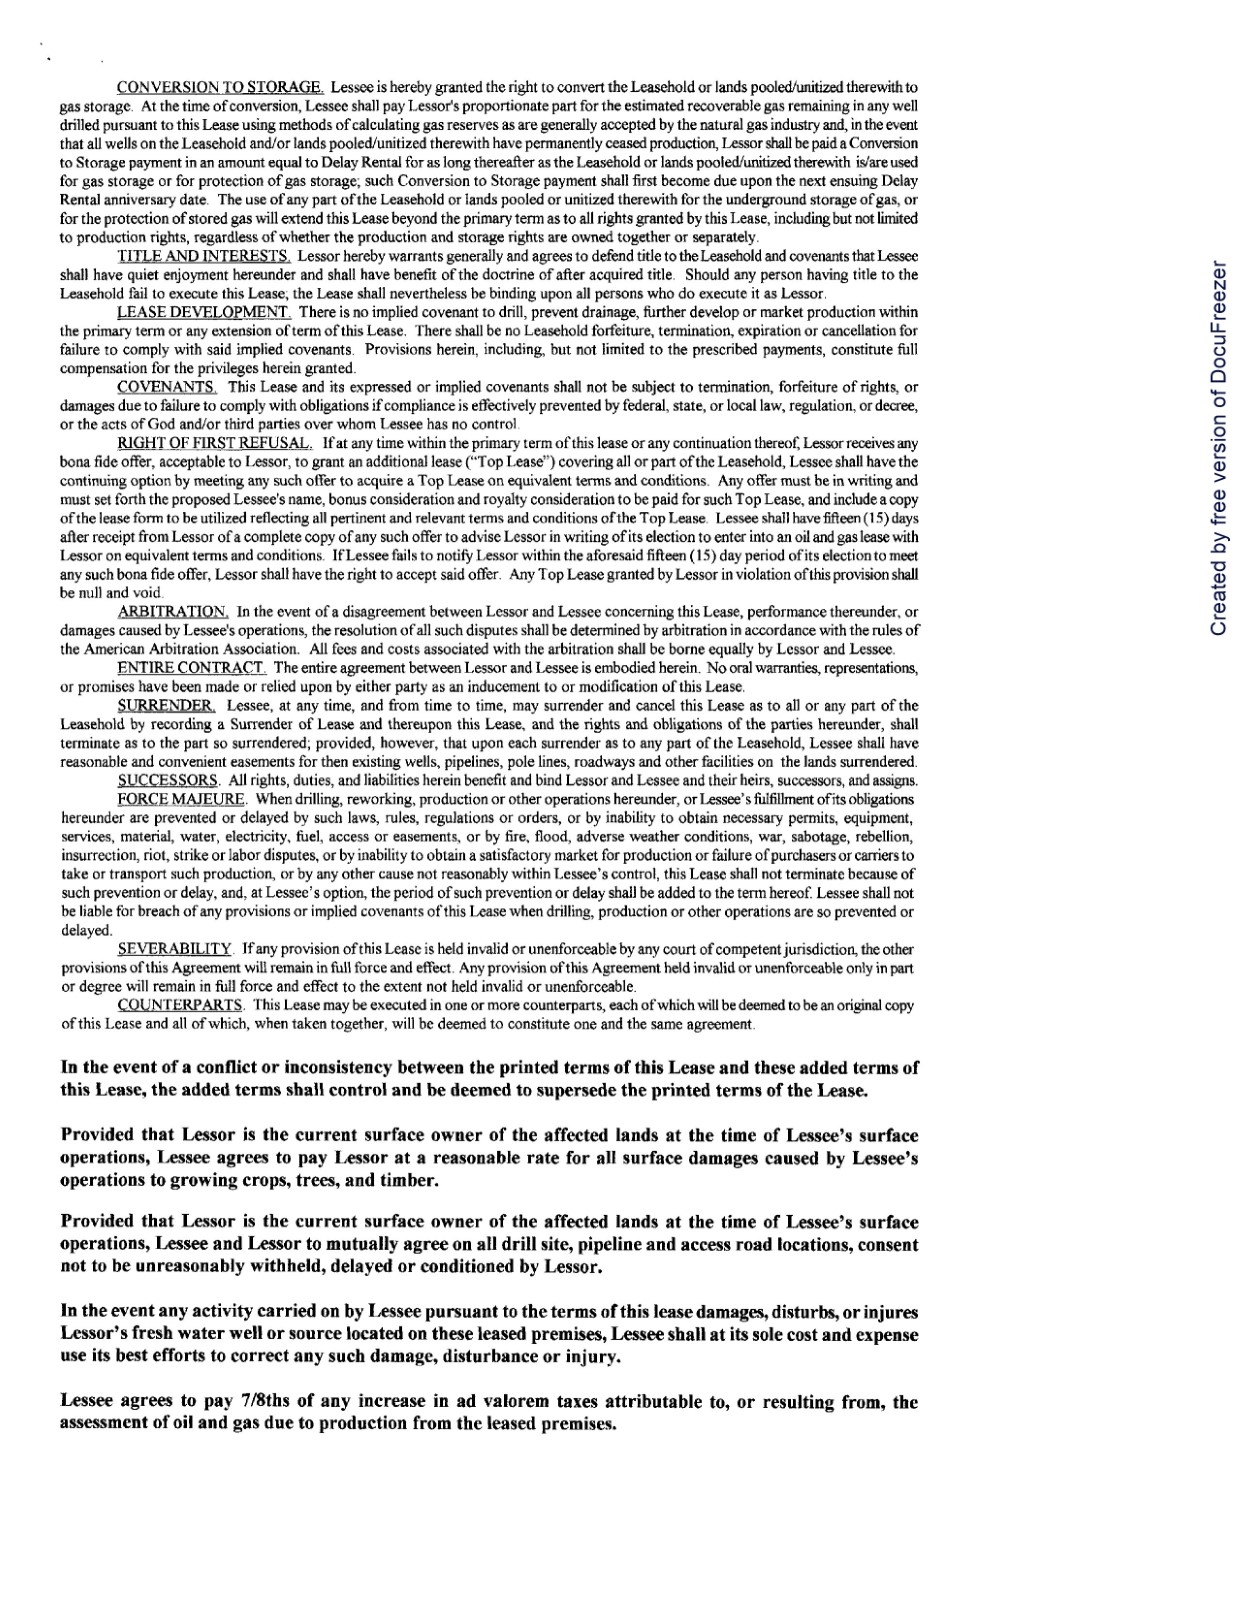 CONVERSION TO STORAGE. Lessee is hereby granted the right to convert the Leasehold or lands pooled/unitized therewith to
gas storage. At the time of conversion, Lessee shall pay Lessor's proportionate part for the estimated recoverable gas remaining in any well
drilled pursuant to this Lease using methods of calculating gas reserves as are generally accepted by the natural gas industry and, in the event
that all wells on the Leasehold and/or lands pooled/unitized therewith have permanently ceased production, Lessor shall be paid a Conversion
to Storage payment in an amount equal to Delay Rental for as long thereafter as the Leasehold or lands pooled/unitized therewith is/are used
for gas storage or for protection of gas storage; such Conversion to Storage payment shall first become due upon the next ensuing Delay
Rental anniversary date. The use of any part of the Leasehold or lands pooled or unitized therewith for the underground storage of gas, or
for the protection of stored gas will extend this Lease beyond the primary term as to all rights granted by this Lease, including but not limited
to production rights, regardless of whether the production and storage rights are owned together or separately.
TITLE AND INTERESTS. Lessor hereby warrants generally and agrees to defend title to the Leasehold and covenants that Lessee
shall have quiet enjoyment hereunder and shall have benefit of the doctrine of after acquired title. Should any person having title to the
Leasehold fail to execute this Lease, the Lease shall nevertheless be binding upon all persons who do execute it as Lessor.
LEASE DEVELOPMENT. There is no implied covenant to drill, prevent drainage, further develop or market production within
the primary term or any extension of term of this Lease. There shall be no Leasehold forfeiture, termination, expiration or cancellation for
failure to comply with said implied covenants. Provisions herein, including, but not limited to the prescribed payments, constitute full
compensation for the privileges herein granted.
COVENANTS. This Lease and its expressed or implied covenants shall not be subject to termination, forfeiture of rights, or
damages due to failure to comply with obligations if compliance is effectively prevented by federal, state, or local law, regulation, or decree,
or the acts of God and/or third parties over whom Lessee has no control.
RIGHT OF FIRST REFUSAL. If at any time within the primary term of this lease or any continuation thereof, Lessor receives any
bona fide offer, acceptable to Lessor, to grant an additional lease (“Top Lease”) covering all or part of the Leasehold, Lessee shall have the
continuing option by meeting any such offer to acquire a Top Lease on equivalent terms and conditions. Any offer must be in writing and
must set forth the proposed Lessee's name, bonus consideration and royalty consideration to be paid for such Top Lease, and include a copy
of the lease form to be utilized reflecting all pertinent and relevant terms and conditions of the Top Lease. Lessee shall have fifteen (15) days
after receipt from Lessor of a complete copy of any such offer to advise Lessor in writing of its election to enter into an oil and gas lease with
Lessor on equivalent terms and conditions. If Lessee fails to notify Lessor within the aforesaid fifteen (15) day period of its election to meet
any such bona fide offer, Lessor shall have the right to accept said offer. Any Top Lease granted by Lessor in violation of this provision shall
be null and void.
ARBITRATION. In the event of a disagreement between Lessor and Lessee concerning this Lease, performance thereunder, or
damages caused by Lessee's operations, the resolution of all such disputes shall be determined by arbitration in accordance with the rules of
the American Arbitration Association. All fees and costs associated with the arbitration shall be borne equally by Lessor and Lessee.
ENTIRE CONTRACT. The entire agreement between Lessor and Lessee is embodied herein. No oral warranties, representations,
or promises have been made or relied upon by either party as an inducement to or modification of this Lease.
SURRENDER. Lessee, at any time, and from time to time, may surrender and cancel this Lease as to all or any part of the
Leasehold by recording a Surrender of Lease and thereupon this Lease, and the rights and obligations of the parties hereunder, shall
terminate as to the part so surrendered; provided, however, that upon each surrender as to any part of the Leasehold, Lessee shall have
reasonable and convenient easements for then existing wells, pipelines, pole lines, roadways and other facilities on the lands surrendered.
SUCCESSORS. All rights, duties, and liabilities herein benefit and bind Lessor and Lessee and their heirs, successors, and assigns.
FORCE MAJEURE. When drilling, reworking, production or other operations hereunder, or Lessee’s fulfillment of its obligations
hereunder are prevented or delayed by such laws, rules, regulations or orders, or by inability to obtain necessary permits, equipment,
services, material, water, electricity, fuel, access or easements, or by fire, flood, adverse weather conditions, war, sabotage, rebellion,
insurrection, riot, strike or labor disputes, or by inability to obtain a satisfactory market for production or failure of purchasers or carriers to
take or transport such production, or by any other cause not reasonably within Lessee’s control, this Lease shall not terminate because of
such prevention or delay, and, at Lessee’s option, the period of such prevention or delay shall be added to the term hereof. Lessee shall not
be liable for breach of any provisions or implied covenants of this Lease when drilling, production or other operations are so prevented or
delayed.
SEVERABILITY. If any provision of this Lease is held invalid or unenforceable by any court of competent jurisdiction, the other
provisions of this Agreement will remain in full force and effect. Any provision of this Agreement held invalid or unenforceable only in part
or degree will remain in full force and effect to the extent not held invalid or unenforceable.
COUNTERPARTS. This Lease may be executed in one or more counterparts, each of which will be deemed to be an original copy
of this Lease and all of which, when taken together, will be deemed to constitute one and the same agreement.
In the event of a conflict or inconsistency between the printed terms of this Lease and these added terms of
this Lease, the added terms shall control and be deemed to supersede the printed terms of the Lease.
Provided that Lessor is the current surface owner of the affected lands at the time of Lessee’s surface
operations, Lessee agrees to pay Lessor at a reasonable rate for all surface damages caused by Lessee’s
operations to growing crops, trees, and timber.
Provided that Lessor is the current surface owner of the affected lands at the time of Lessee’s surface
operations, Lessee and Lessor to mutually agree on all drill site, pipeline and access road locations, consent
not to be unreasonably withheld, delayed or conditioned by Lessor.
In the event any activity carried on by Lessee pursuant to the terms of this lease damages, disturbs, or injures
Lessor’s fresh water well or source located on these leased premises, Lessee shall at its sole cost and expense
use its best efforts to correct any such damage, disturbance or injury.
Lessee agrees to pay 7/8ths of any increase in ad valorem taxes attributable to, or resulting from, the
assessment of oil and gas due to production from the leased premises.
Created by free version of DocuFreezer